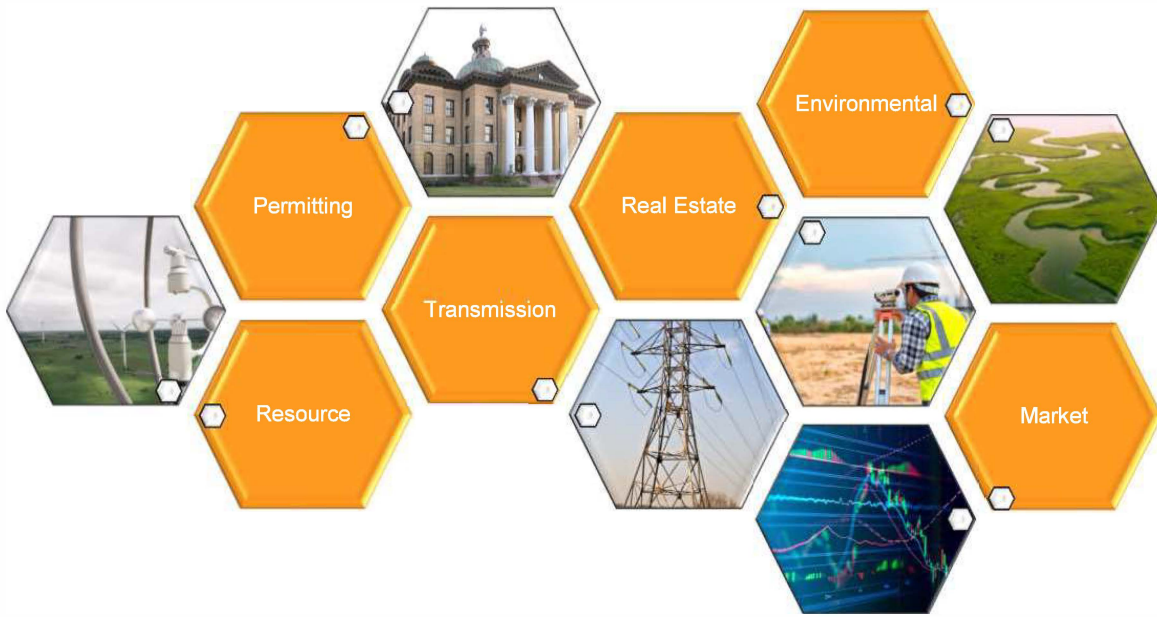 Environmental
Permitting
Real Estate
Transmission
Resource
Market